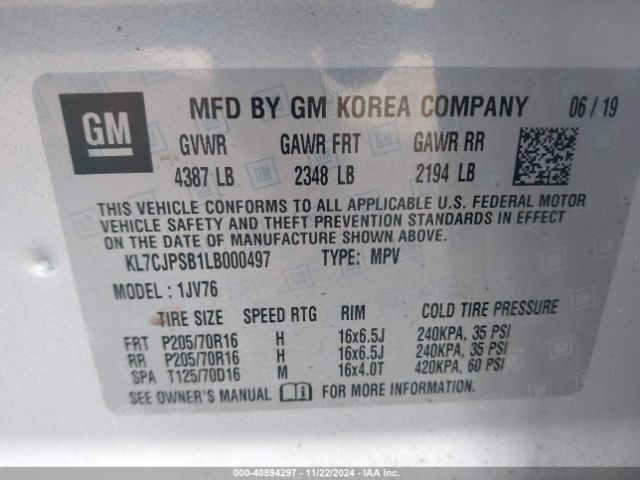 GM MFD BY GM KOREA COMPANY 06 / 19
GVWR GAWR FRT GAWR RR
4387 LB 2348 LB 2194 LB
THIS VEHICLE CONFORMS TO ALL APPLICABLE U.S. FEDERAL MOTOR
VEHICLE SAFETY AND THEFT PREVENTION STANDARDS IN EFFECT
ON THE DATE OF MANUFACTURE SHOWN ABOVE.
KL7CJPSB1LB000497 TYPE: MPV
MODEL : 1JV76
TIRE SIZE SPEED RTG RIM COLD TIRE PRESSURE
FRT P205/70R16 H 16x6.5J 240KPA, 35 PSI
RR P205/70R16 H 16x6.5J 240KPA, 35 PSI
SPA T125/70D16 M 16x4.0T 420KPA, 60 PSI
SEE OWNER'S MANUAL FOR MORE INFORMATION.
000-40894297 - 11/22/2024 - IAA Inc.